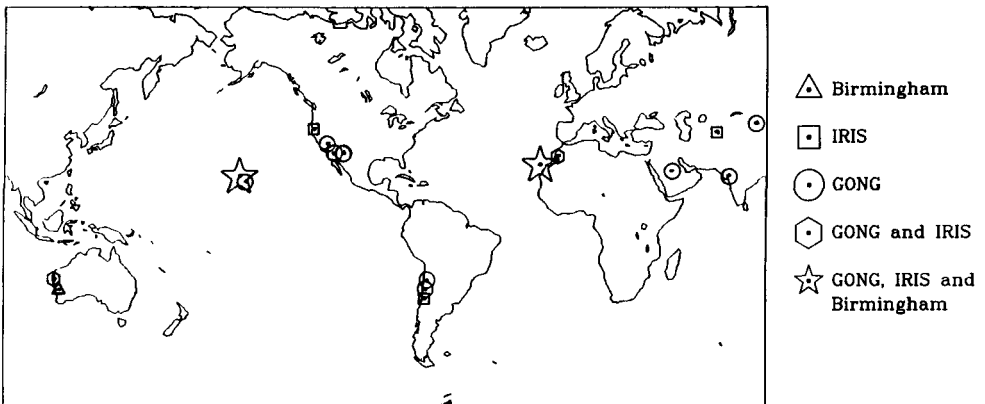 Birmingham
IRIS
GONG
GONG and IRIS
GONG, IRIS and
Birmingham